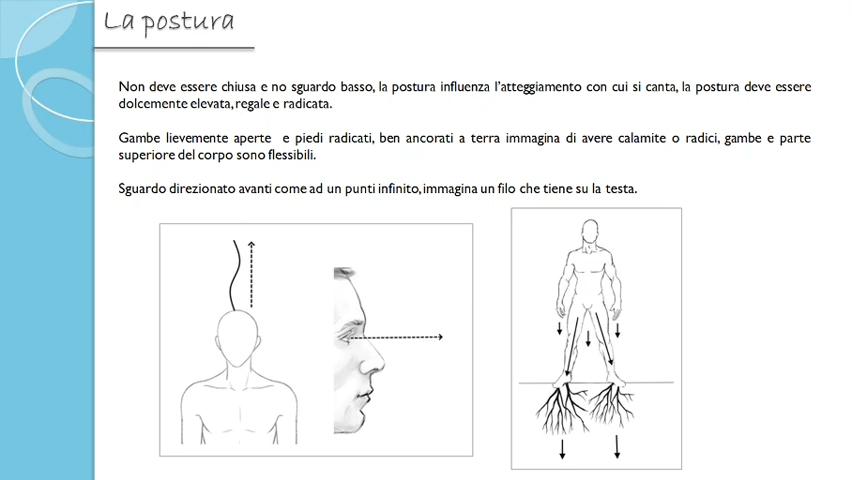 La postura
Non deve essere chiusa e no sguardo basso, la postura influenza l'atteggiamento con cui si canta, la postura deve essere
dolcemente elevata, regale e radicata.
Gambe lievemente aperte e piedi radicati, ben ancorati a terra immagina di avere calamite o radici, gambe e parte
superiore del corpo sono flessibili.
Sguardo direzionato avanti come ad un punti infinito, immagina un filo che tiene su la testa.